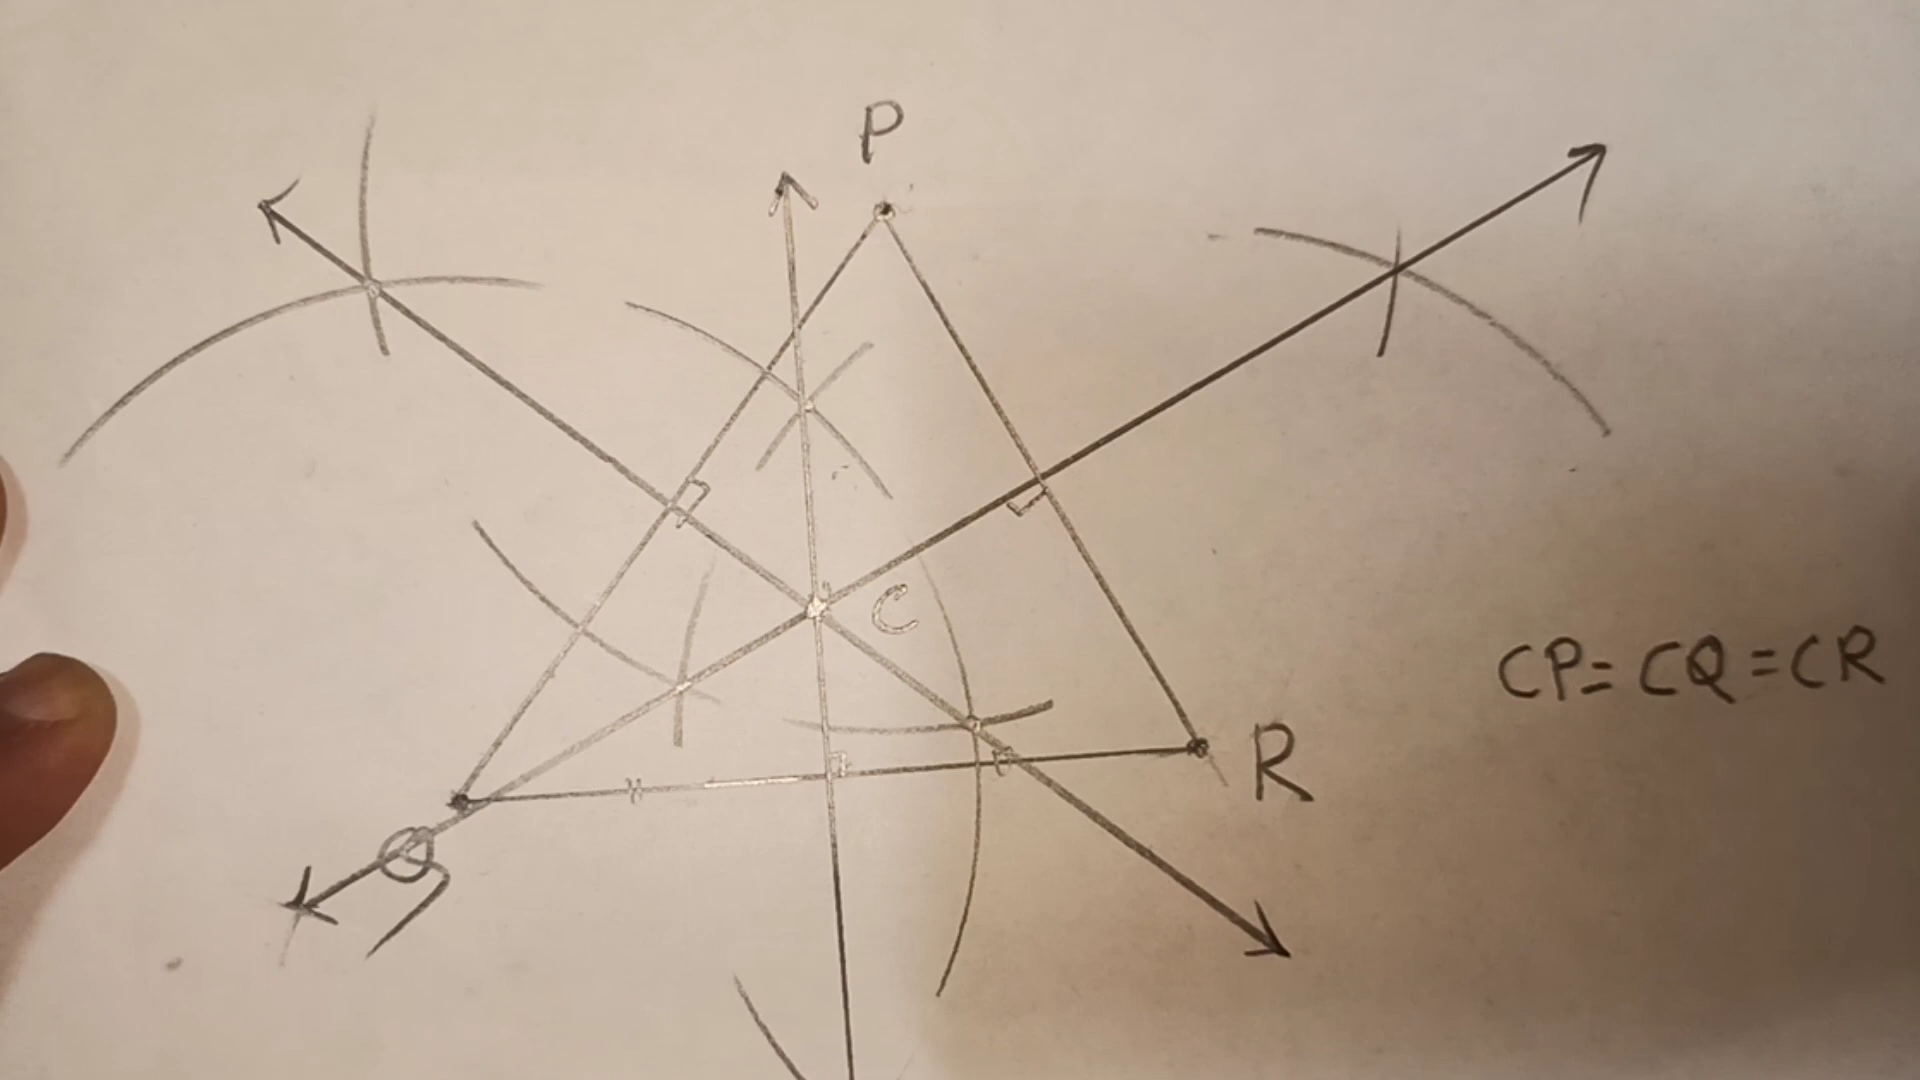 P
C
CP = CQ = CR
R
Q